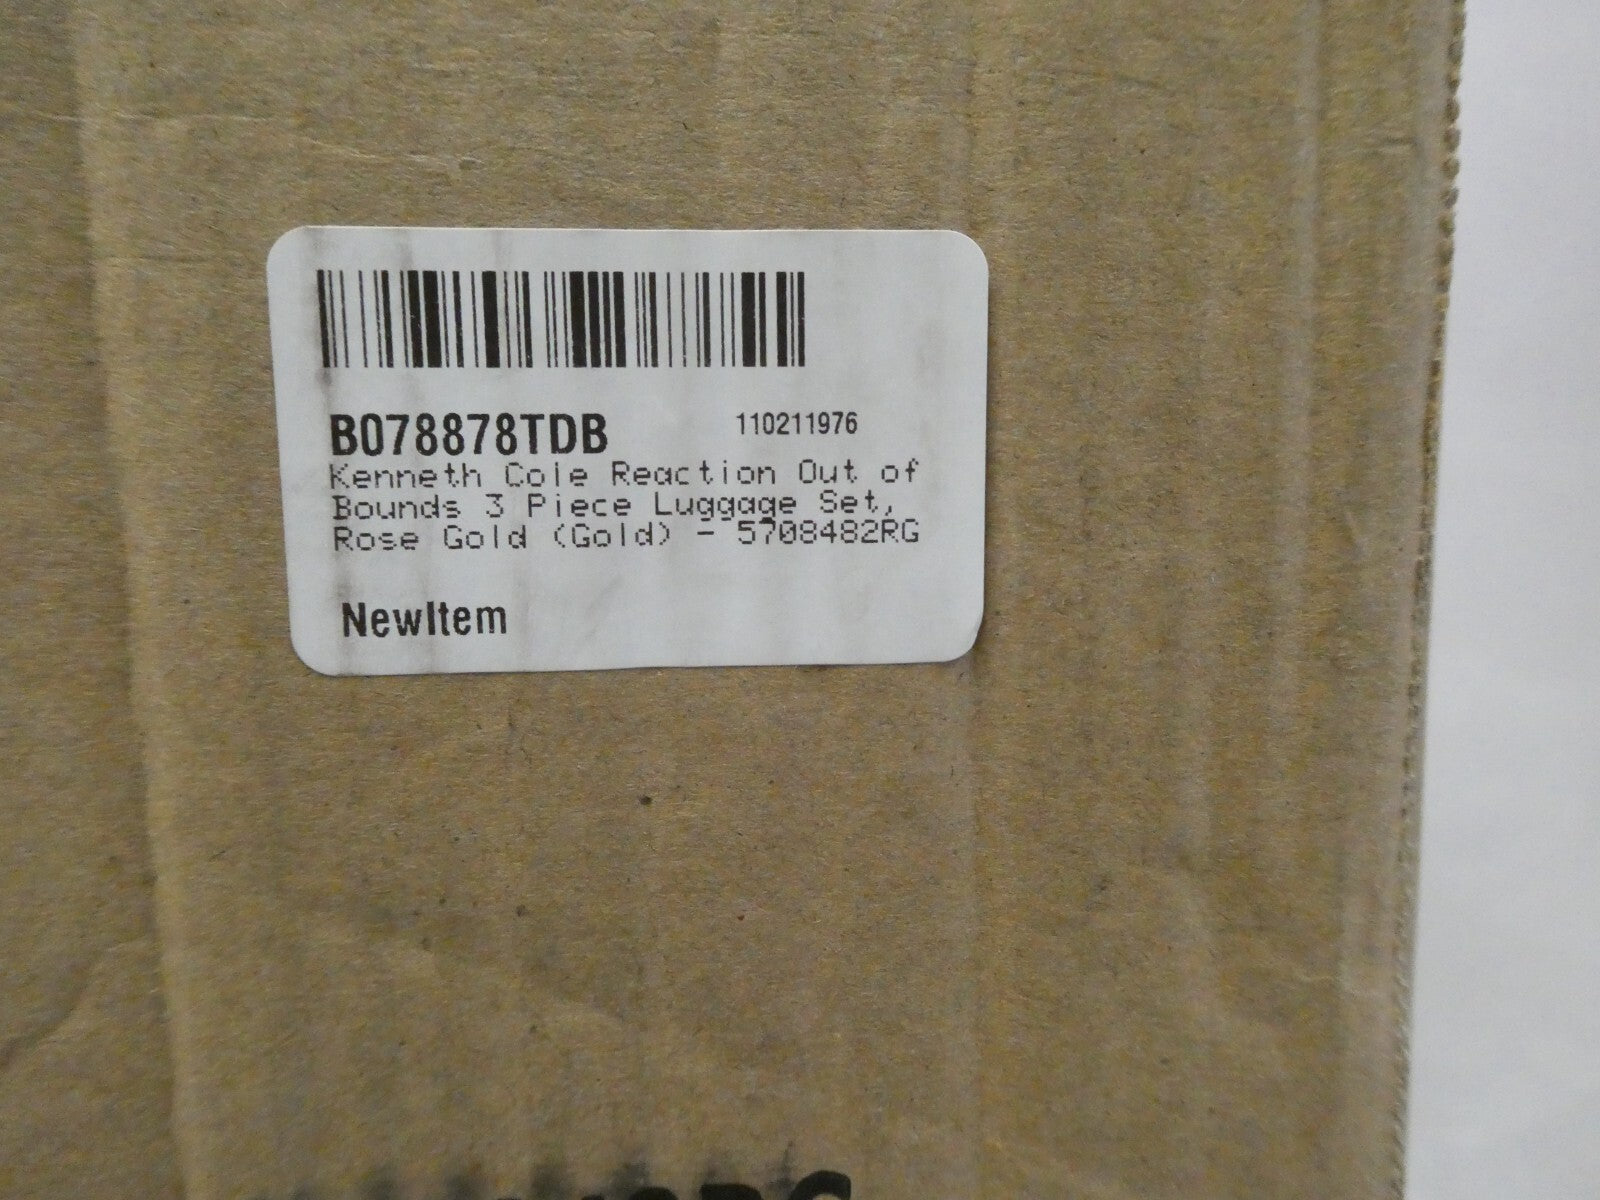 B078878TDB 110211976
Kenneth Cole Reaction Out of
Bounds 3 Piece Luggage Set,
Rose Gold (Gold) - 5708482RG
NewItem